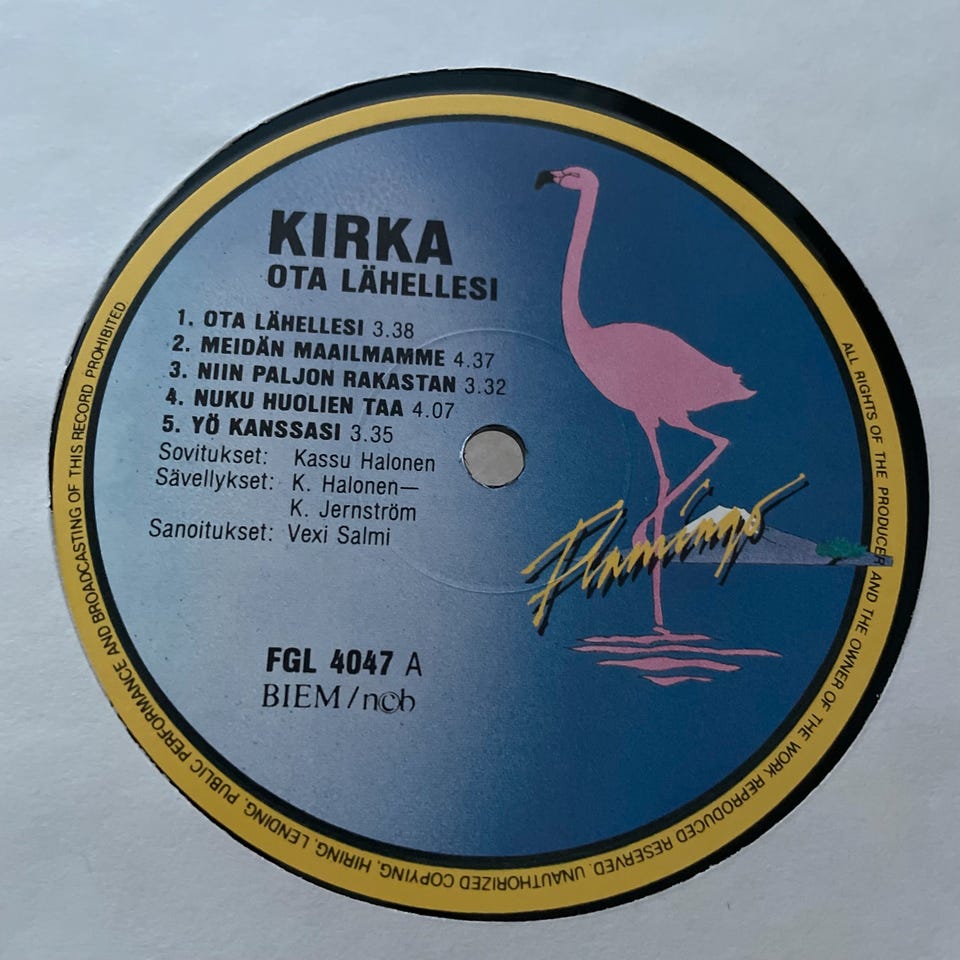 KIRKA
OTA LÄHELLESI
1. OTA LÄHELLESI 3.38
2. MEIDÄN MAAILMAMME 4.37
3. NIIN PALJON RAKASTAN 3.32
4. NUKU HUOLIEN TAA 4.07
5. YÖ KANSSASI 3.35
Sovitukset: Kassu Halonen
Sävellykset: K. Halonen—
K. Jernström
Sanoitukset: Vexi Salmi
Flamingo
FGL 4047 A
BIEM/n©b
ALL RIGHTS OF THE PRODUCER AND THE OWNER OF THE WORK REPRODUCED RESERVED. UNAUTHORIZED COPYING, HIRING, LENDING, PUBLIC PERFORMANCE AND BROADCASTING OF THIS RECORD PROHIBITED.